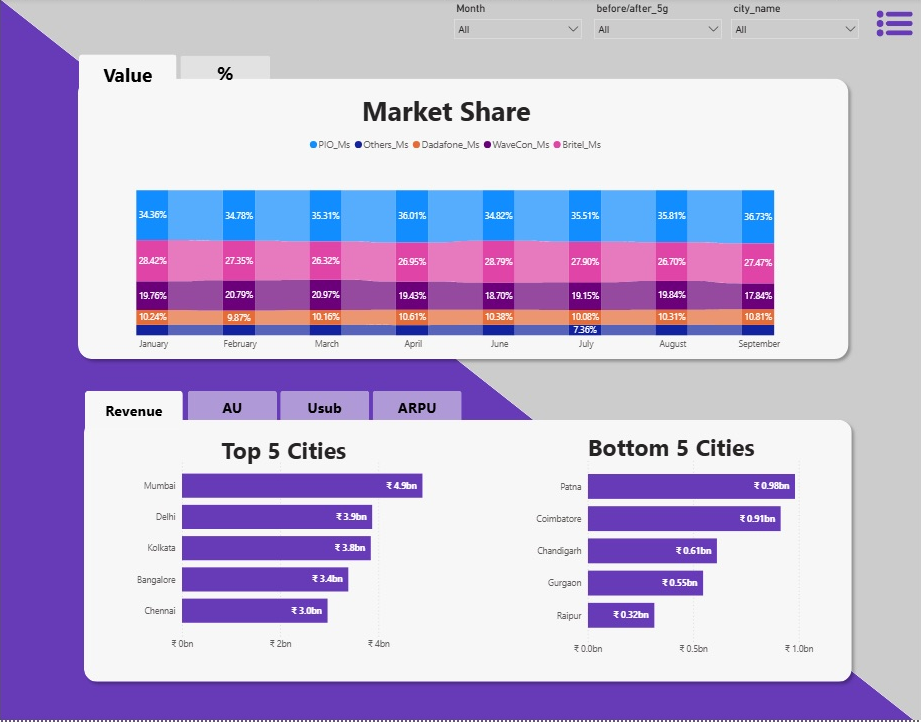 Month before/after_5g city_name
All All All
Value %
Market Share
PIO_Ms Others_Ms Dadafone_Ms WaveCon_Ms Britel_Ms
34.36% 34.78% 35.31% 36.01% 34.82% 35.51% 35.81% 36.73%
28.42% 27.35% 26.32% 26.95% 28.79% 27.90% 26.70% 27.47%
19.76% 20.79% 20.97% 19.43% 18.70% 19.15% 19.84% 17.84%
10.24% 9.87% 10.16% 10.61% 10.38% 10.08% 10.31% 10.81%
7.36%
January February March April June July August September
Revenue AU Usub ARPU
Top 5 Cities
Mumbai ₹ 4.9bn
Delhi ₹ 3.9bn
Kolkata ₹ 3.8bn
Bangalore ₹ 3.4bn
Chennai ₹ 3.0bn
₹ 0bn ₹ 2bn ₹ 4bn
Bottom 5 Cities
Patna ₹ 0.98bn
Coimbatore ₹ 0.91bn
Chandigarh ₹ 0.61bn
Gurgaon ₹ 0.55bn
Raipur ₹ 0.32bn
₹ 0.0bn ₹ 0.5bn ₹ 1.0bn